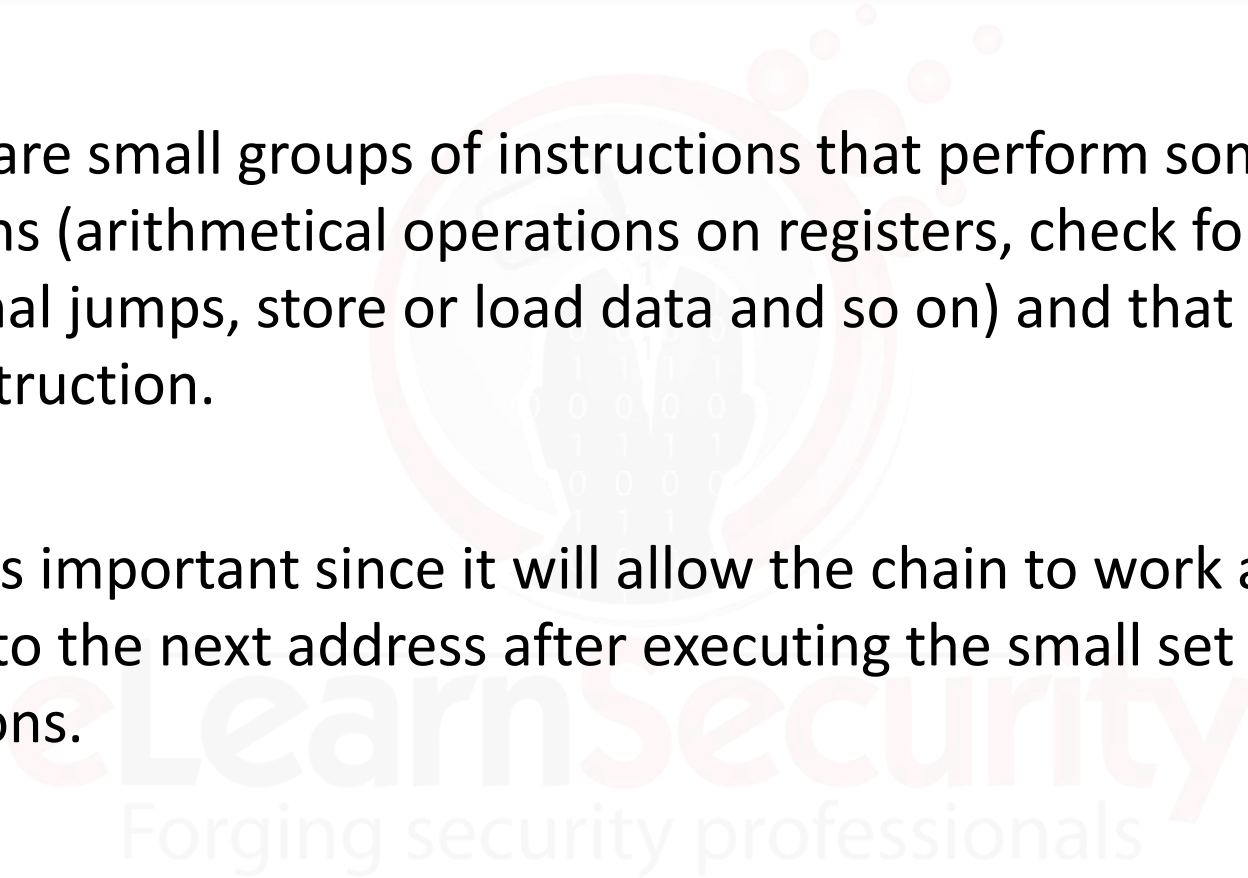 are small groups of instructions that perform som
ns (arithmetical operations on registers, check fo
nal jumps, store or load data and so on) and that
truction.
s important since it will allow the chain to work a
to the next address after executing the small set
ons.
eLearnSecurity
Forging security professionals